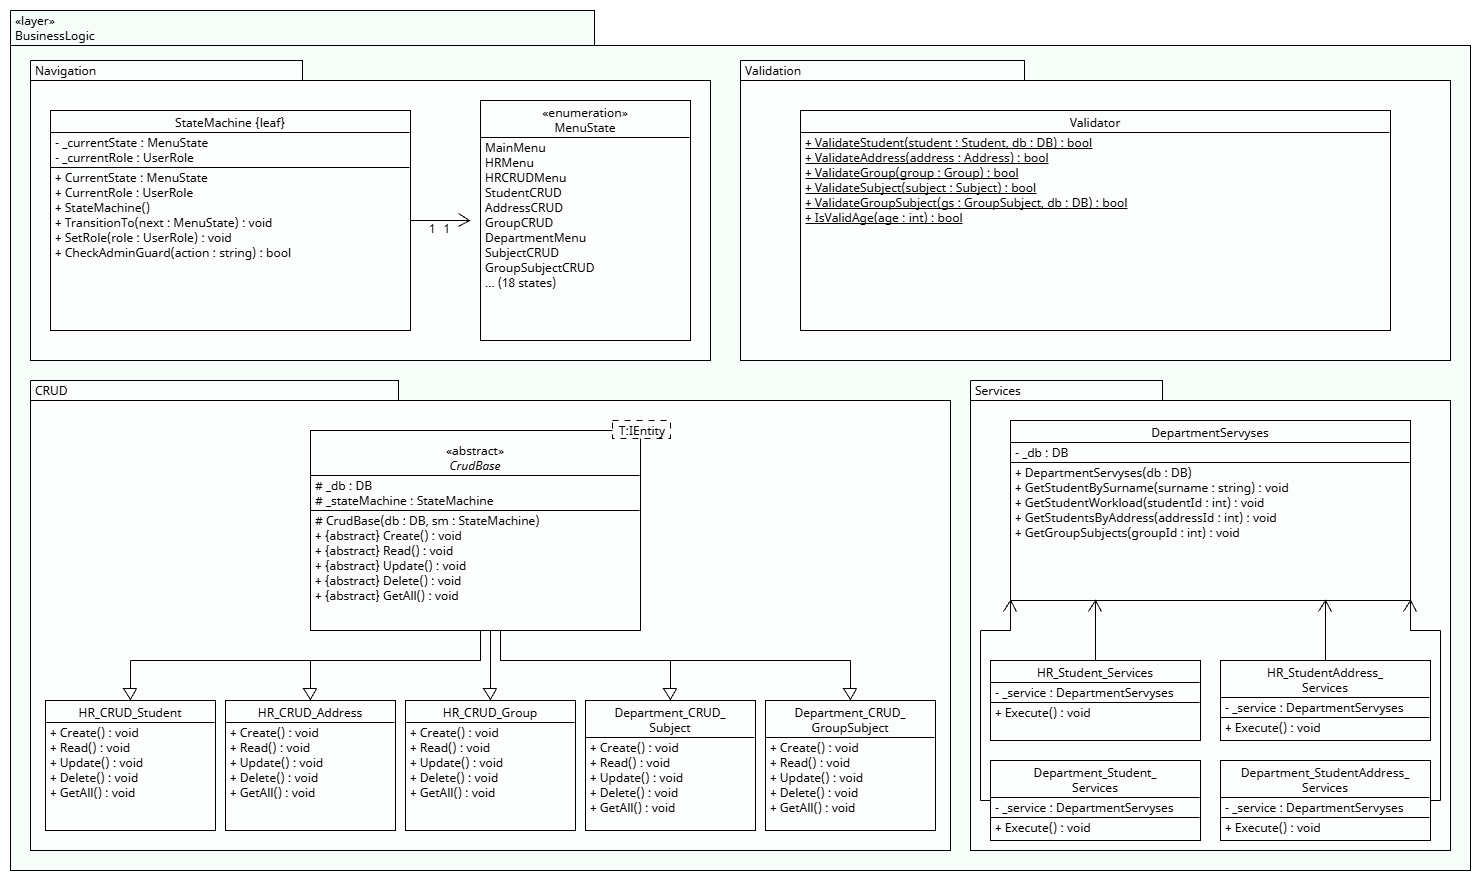 «layer»
BusinessLogic
Navigation
StateMachine {leaf}
- _currentState : MenuState
- _currentRole : UserRole
+ CurrentState : MenuState
+ CurrentRole : UserRole
+ StateMachine()
+ TransitionTo(next : MenuState) : void
+ SetRole(role : UserRole) : void
+ CheckAdminGuard(action : string) : bool
1 1
«enumeration»
MenuState
MainMenu
HRMenu
HRCRUDMenu
StudentCRUD
AddressCRUD
GroupCRUD
DepartmentMenu
SubjectCRUD
GroupSubjectCRUD
... (18 states)
Validation
Validator
+ ValidateStudent(student : Student, db : DB) : bool
+ ValidateAddress(address : Address) : bool
+ ValidateGroup(group : Group) : bool
+ ValidateSubject(subject : Subject) : bool
+ ValidateGroupSubject(gs : GroupSubject, db : DB) : bool
+ IsValidAge(age : int) : bool
CRUD
T:IEntity
«abstract»
CrudBase
# _db : DB
# _stateMachine : StateMachine
# CrudBase(db : DB, sm : StateMachine)
+ {abstract} Create() : void
+ {abstract} Read() : void
+ {abstract} Update() : void
+ {abstract} Delete() : void
+ {abstract} GetAll() : void
HR_CRUD_Student
+ Create() : void
+ Read() : void
+ Update() : void
+ Delete() : void
+ GetAll() : void
HR_CRUD_Address
+ Create() : void
+ Read() : void
+ Update() : void
+ Delete() : void
+ GetAll() : void
HR_CRUD_Group
+ Create() : void
+ Read() : void
+ Update() : void
+ Delete() : void
+ GetAll() : void
Department_CRUD_
Subject
+ Create() : void
+ Read() : void
+ Update() : void
+ Delete() : void
+ GetAll() : void
Department_CRUD_
GroupSubject
+ Create() : void
+ Read() : void
+ Update() : void
+ Delete() : void
+ GetAll() : void
Services
DepartmentServyses
- _db : DB
+ DepartmentServyses(db : DB)
+ GetStudentBySurname(surname : string) : void
+ GetStudentWorkload(studentId : int) : void
+ GetStudentsByAddress(addressId : int) : void
+ GetGroupSubjects(groupId : int) : void
HR_Student_Services
- _service : DepartmentServyses
+ Execute() : void
HR_StudentAddress_
Services
- _service : DepartmentServyses
+ Execute() : void
Department_Student_
Services
- _service : DepartmentServyses
+ Execute() : void
Department_StudentAddress_
Services
- _service : DepartmentServyses
+ Execute() : void